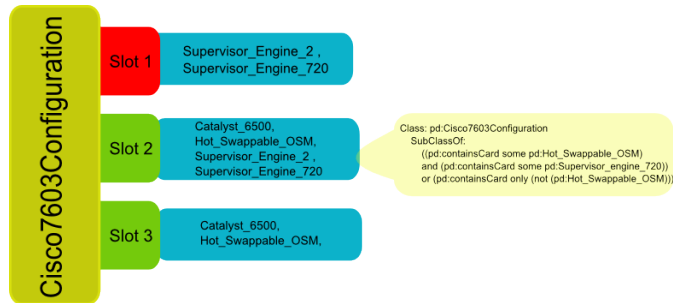 Cisco7603Configuration
Slot 1
Supervisor_Engine_2 ,
Supervisor_Engine_720
Slot 2
Catalyst_6500,
Hot_Swappable_OSM,
Supervisor_Engine_2 ,
Supervisor_Engine_720
Class: pd:Cisco7603Configuration
SubClassOf:
((pd:containsCard some pd:Hot_Swappable_OSM)
and (pd:containsCard some pd:Supervisor_engine_720))
or (pd:containsCard only (not (pd:Hot_Swappable_OSM)))
Slot 3
Catalyst_6500,
Hot_Swappable_OSM,